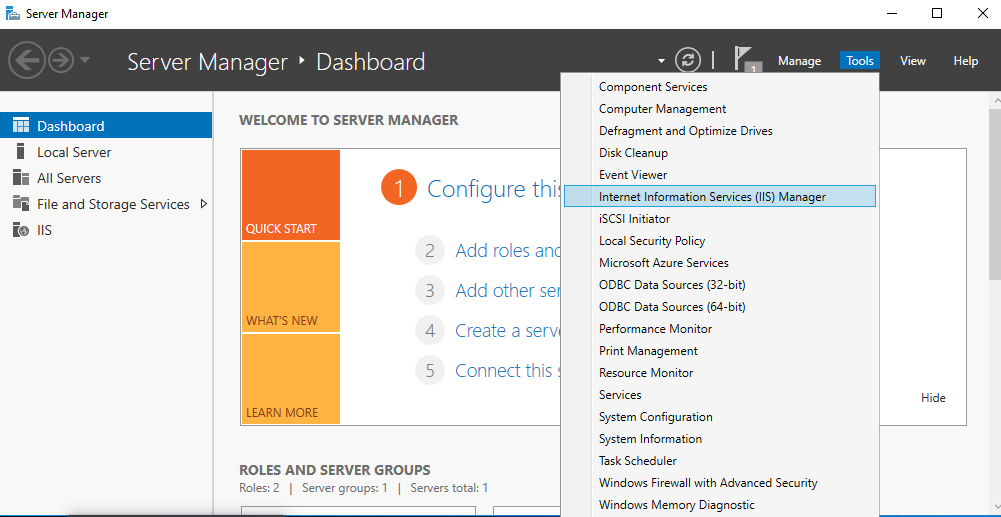 Server Manager
Server Manager ‣ Dashboard
1
Manage
Tools
View
Help
Dashboard
Local Server
All Servers
File and Storage Services
IIS
WELCOME TO SERVER MANAGER
QUICK START
WHAT'S NEW
LEARN MORE
1 Configure this
2 Add roles and
3 Add other ser
4 Create a serve
5 Connect this s
Hide
ROLES AND SERVER GROUPS
Roles: 2 | Server groups: 1 | Servers total: 1
Component Services
Computer Management
Defragment and Optimize Drives
Disk Cleanup
Event Viewer
Internet Information Services (IIS) Manager
iSCSI Initiator
Local Security Policy
Microsoft Azure Services
ODBC Data Sources (32-bit)
ODBC Data Sources (64-bit)
Performance Monitor
Print Management
Resource Monitor
Services
System Configuration
System Information
Task Scheduler
Windows Firewall with Advanced Security
Windows Memory Diagnostic